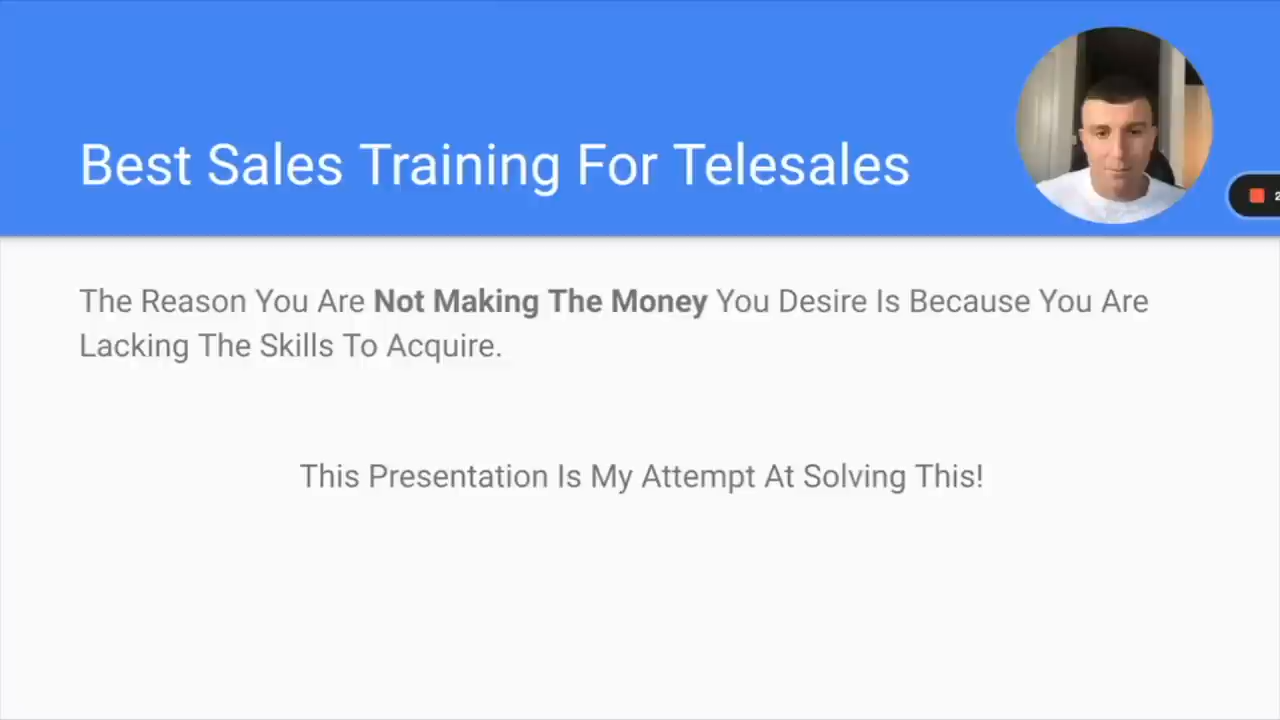 Best Sales Training For Telesales
The Reason You Are Not Making The Money You Desire Is Because You Are
Lacking The Skills To Acquire.
This Presentation Is My Attempt At Solving This!